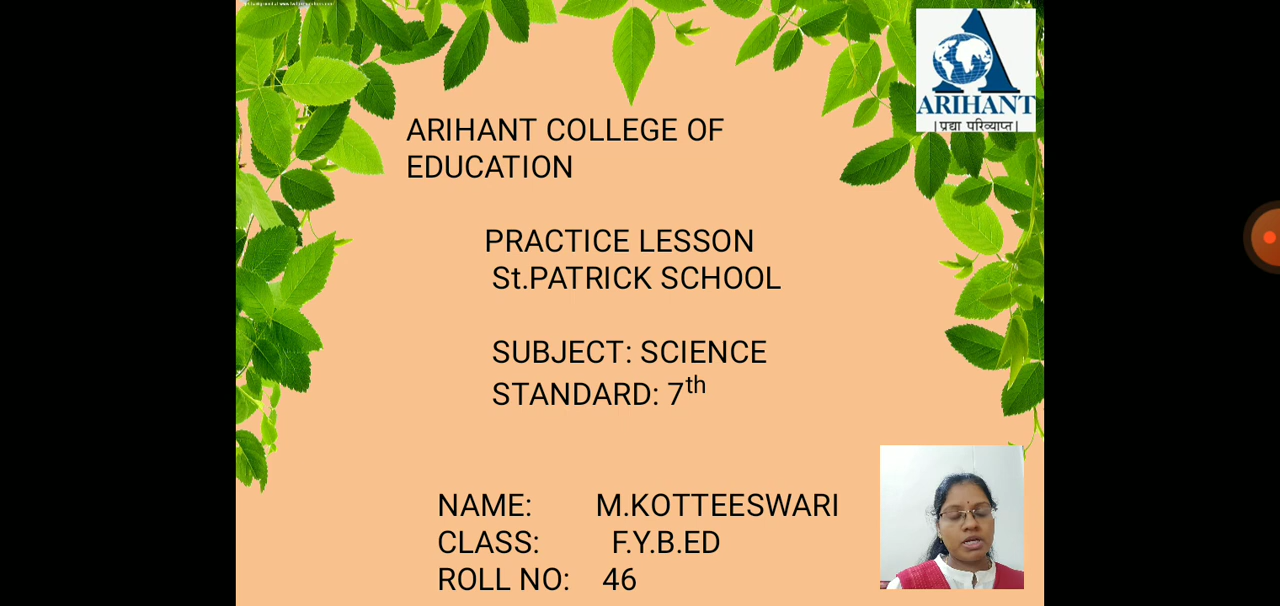 ARIHANT
|प्रद्या परिव्याप्त|
ARIHANT COLLEGE OF
EDUCATION
PRACTICE LESSON
St.PATRICK SCHOOL
SUBJECT: SCIENCE
STANDARD: 7th
NAME: M.KOTTEESWARI
CLASS: F.Y.B.ED
ROLL NO: 46